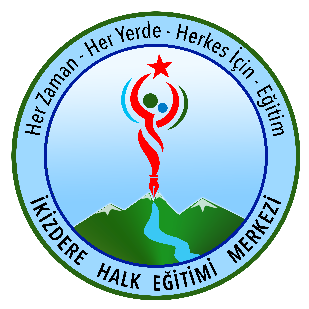 Her Zaman - Her Yerde - Herkes İçin - Eğitim
İKİZDERE HALK EĞİTİMİ MERKEZİ